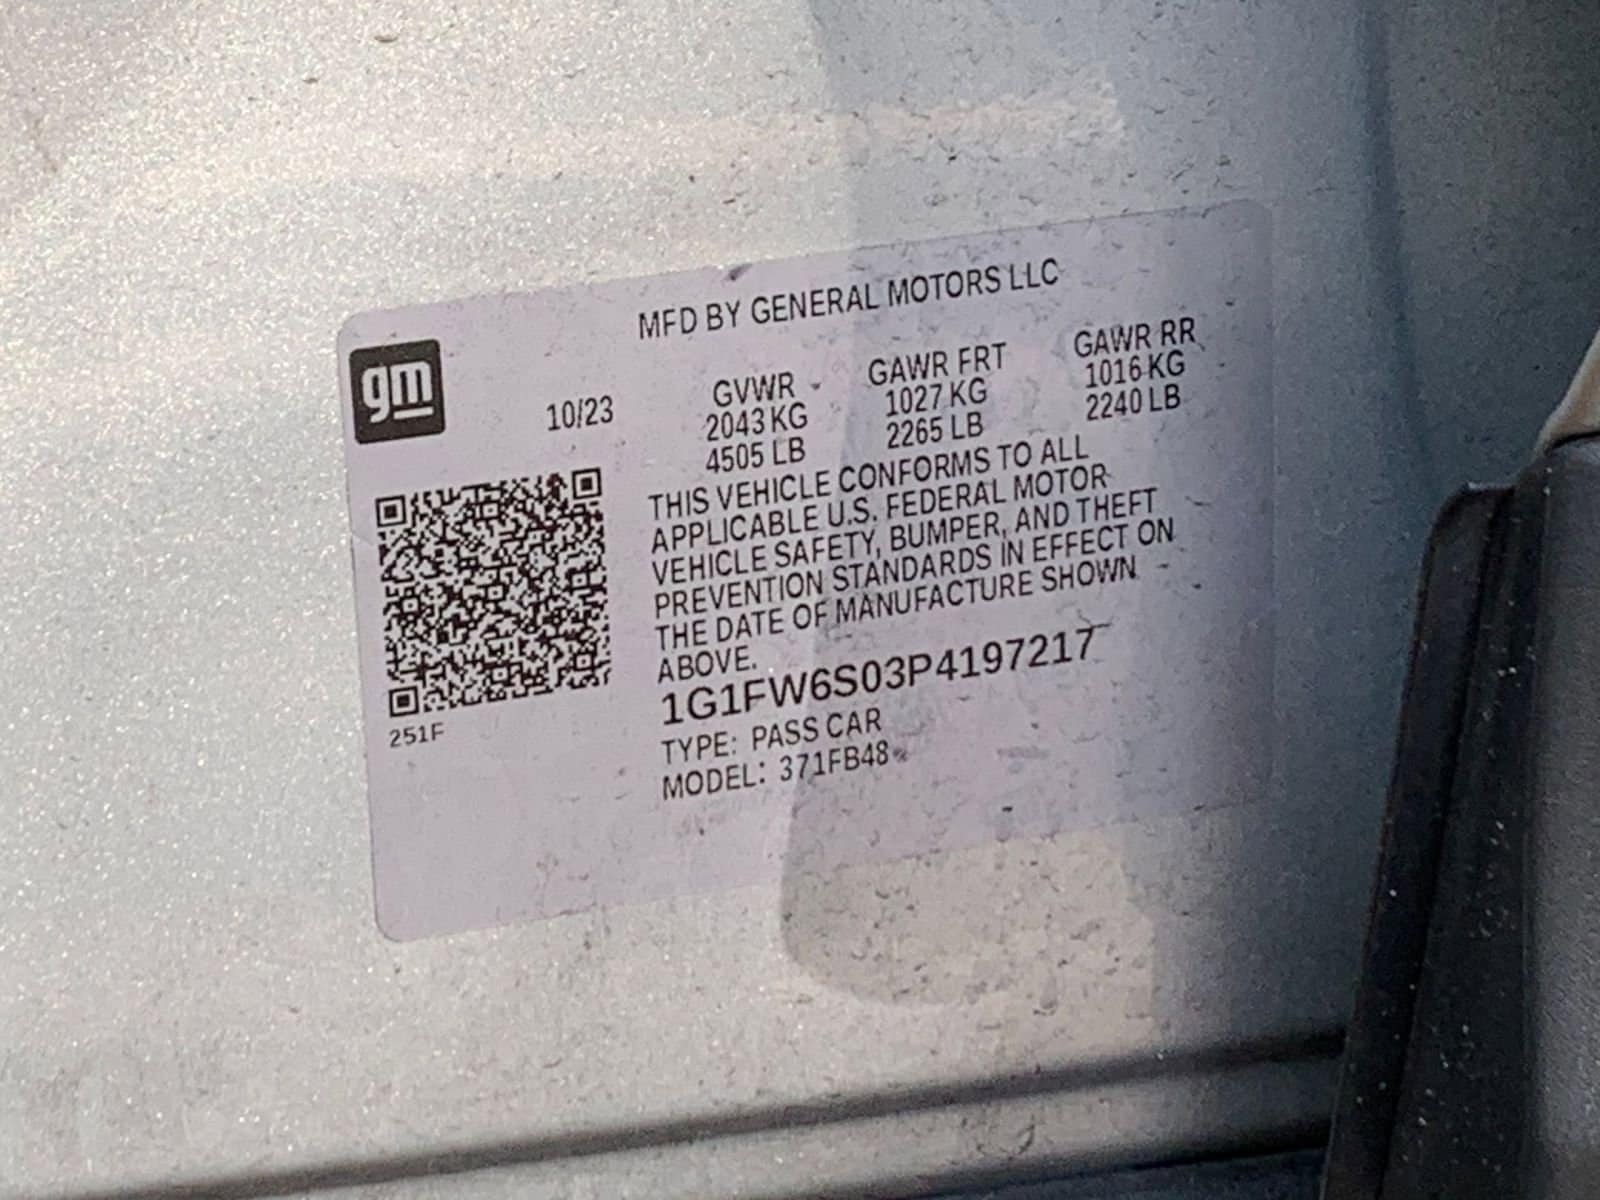 MFD BY GENERAL MOTORS LLC
gm
10/23
GVWR GAWR FRT GAWR RR
2043 KG 1027 KG 1016 KG
4505 LB 2265 LB 2240 LB
THIS VEHICLE CONFORMS TO ALL
APPLICABLE U.S. FEDERAL MOTOR
VEHICLE SAFETY, BUMPER, AND THEFT
PREVENTION STANDARDS IN EFFECT ON
THE DATE OF MANUFACTURE SHOWN
ABOVE.
1G1FW6S03P4197217
TYPE: PASS CAR
MODEL: 371FB48
251F